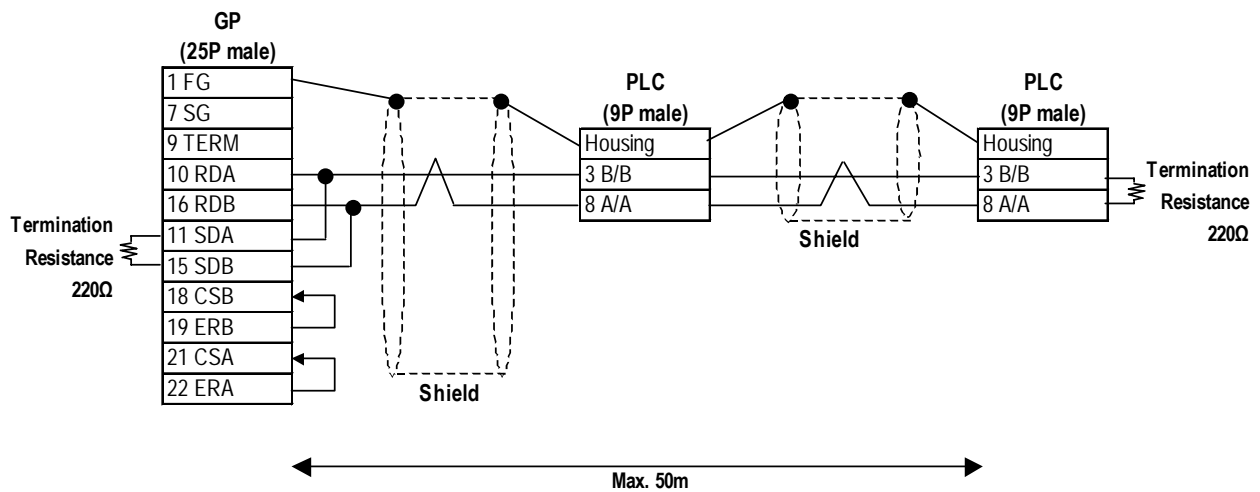 GP
(25P male)
1 FG
7 SG
9 TERM
10 RDA
16 RDB
11 SDA
15 SDB
18 CSB
19 ERB
21 CSA
22 ERA
Termination
Resistance
220Ω
Shield
PLC
(9P male)
Housing
3 B/B
8 A/A
Shield
PLC
(9P male)
Housing
3 B/B
8 A/A
Termination
Resistance
220Ω
Max. 50m